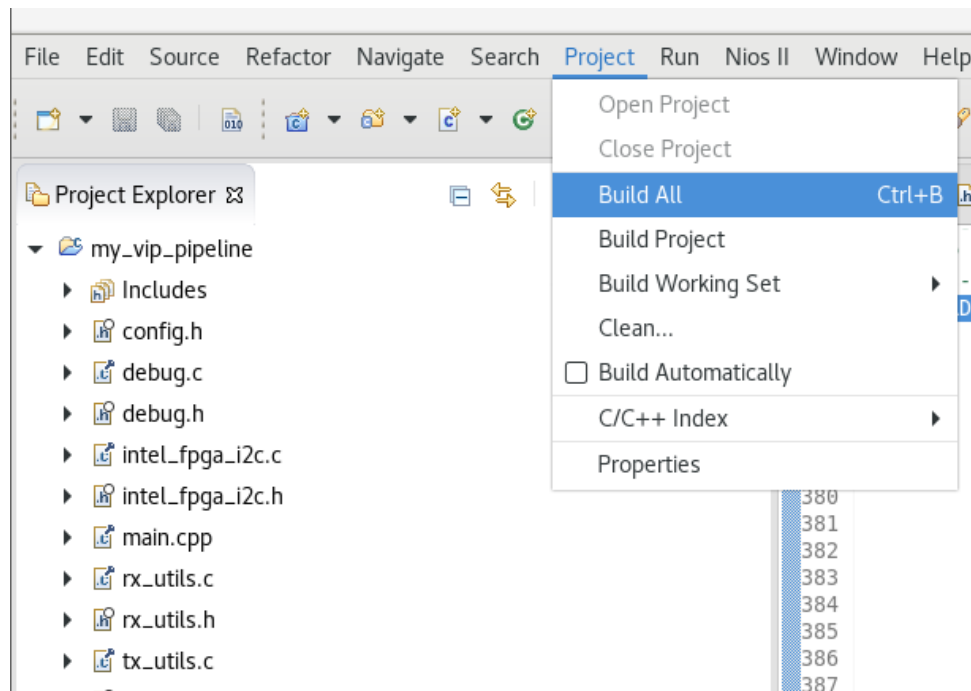 File Edit Source Refactor Navigate Search Project Run Nios II Window Help
010
Open Project
Close Project
Project Explorer
Build All Ctrl+B
.h
my_vip_pipeline
Build Project
Includes
Build Working Set
config.h
Clean...
debug.c
Build Automatically
debug.h
C/C++ Index
intel_fpga_i2c.c
Properties
intel_fpga_i2c.h
380
381
main.cpp
382
383
rx_utils.c
384
rx_utils.h
385
386
tx_utils.c
387